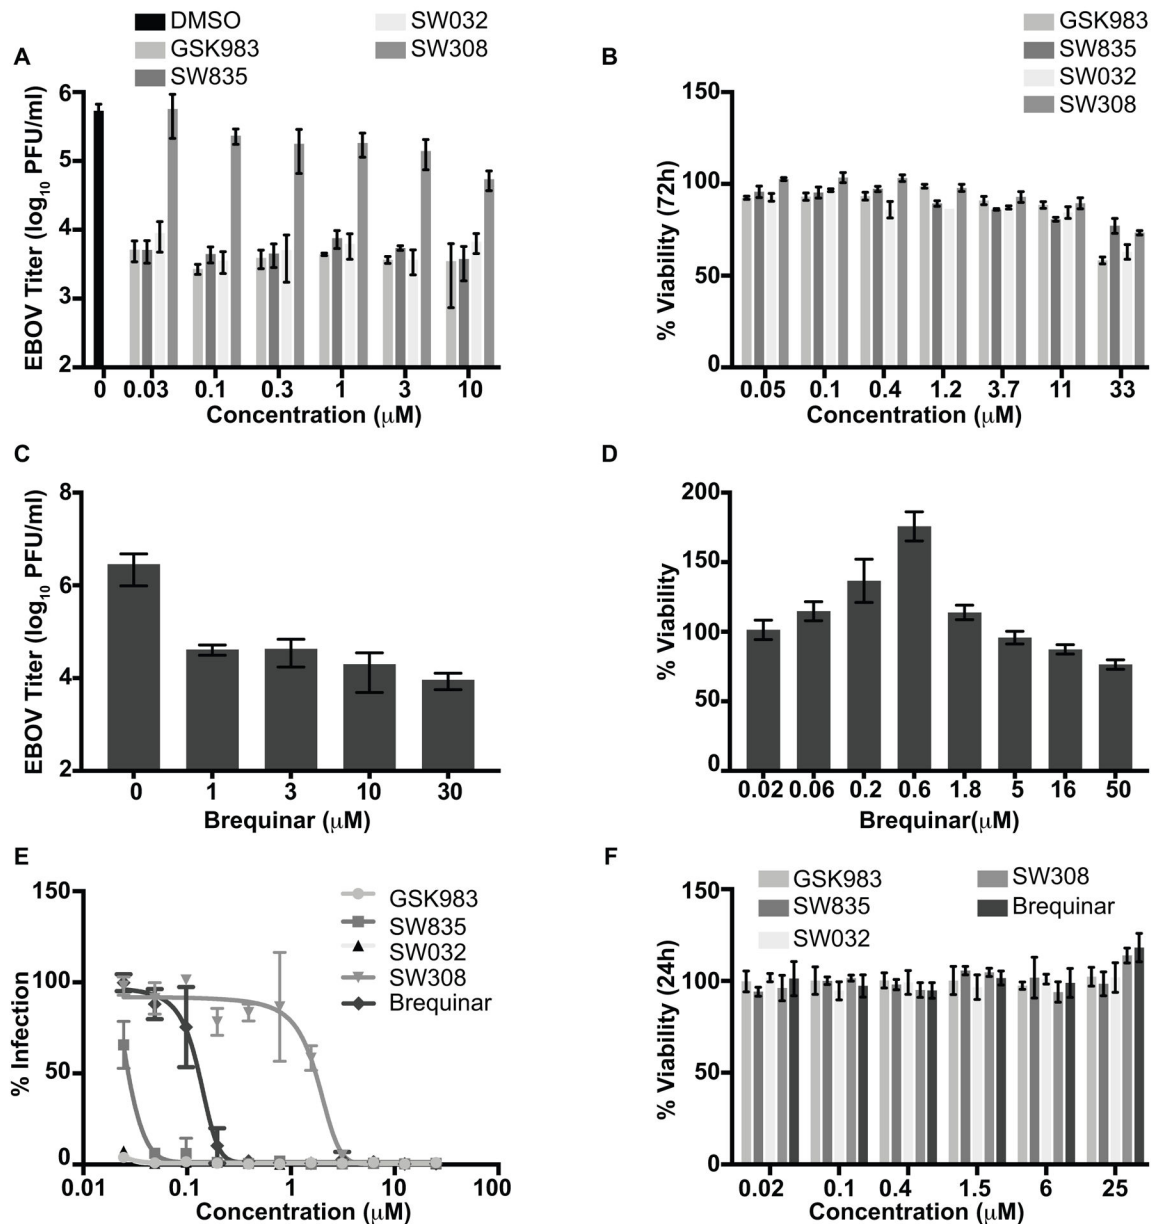 A
DMSO
GSK983
SW835
SW032
SW308
EBOV Titer (log10 PFU/ml)
6
5
4
3
2
0 0.03 0.1 0.3 1 3 10
Concentration (μM)
B
GSK983
SW835
SW032
SW308
% Viability (72h)
150
100
50
0
0.05 0.1 0.4 1.2 3.7 11 33
Concentration (μM)
C
EBOV Titer (log10 PFU/ml)
8
6
4
2
0 1 3 10 30
Brequinar (μM)
D
% Viability
200
150
100
50
0
0.02 0.06 0.2 0.6 1.8 5 16 50
Brequinar(μM)
E
GSK983
SW835
SW032
SW308
Brequinar
% Infection
150
100
50
0
0.01 0.1 1 10 100
Concentration (μM)
F
GSK983
SW835
SW032
SW308
Brequinar
% Viability (24h)
150
100
50
0
0.02 0.1 0.4 1.5 6 25
Concentration (μM)